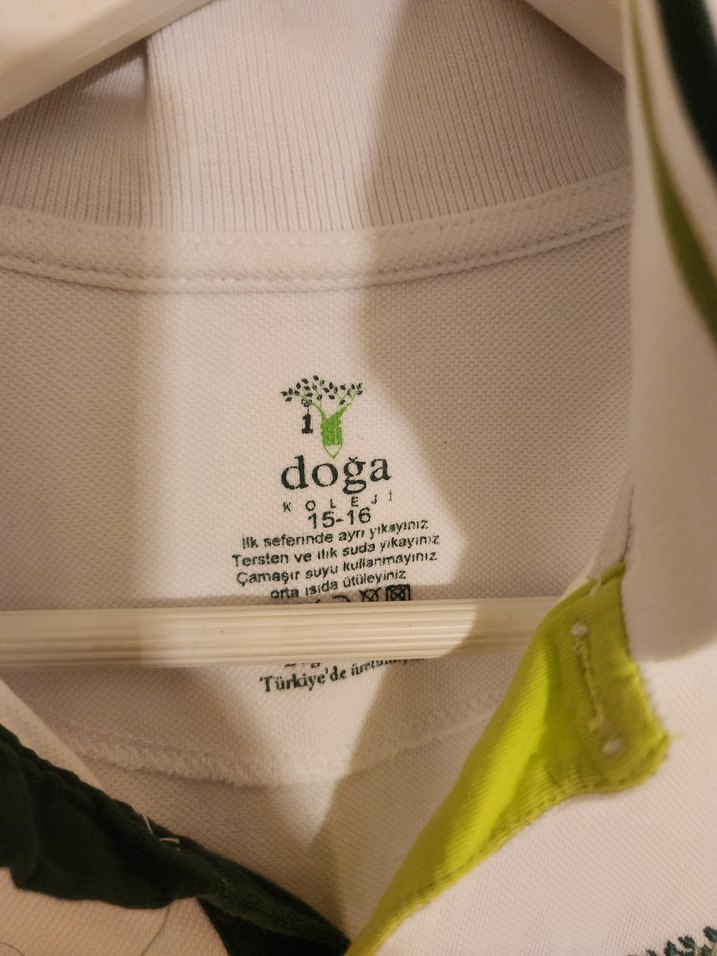 doğa
KOLEJİ
15-16
İlk seferinde ayrı yıkayınız
Tersten ve ılık suda yıkayınız
Çamaşır suyu kullanmayınız
orta ısıda ütüleyiniz
Türkiye'de